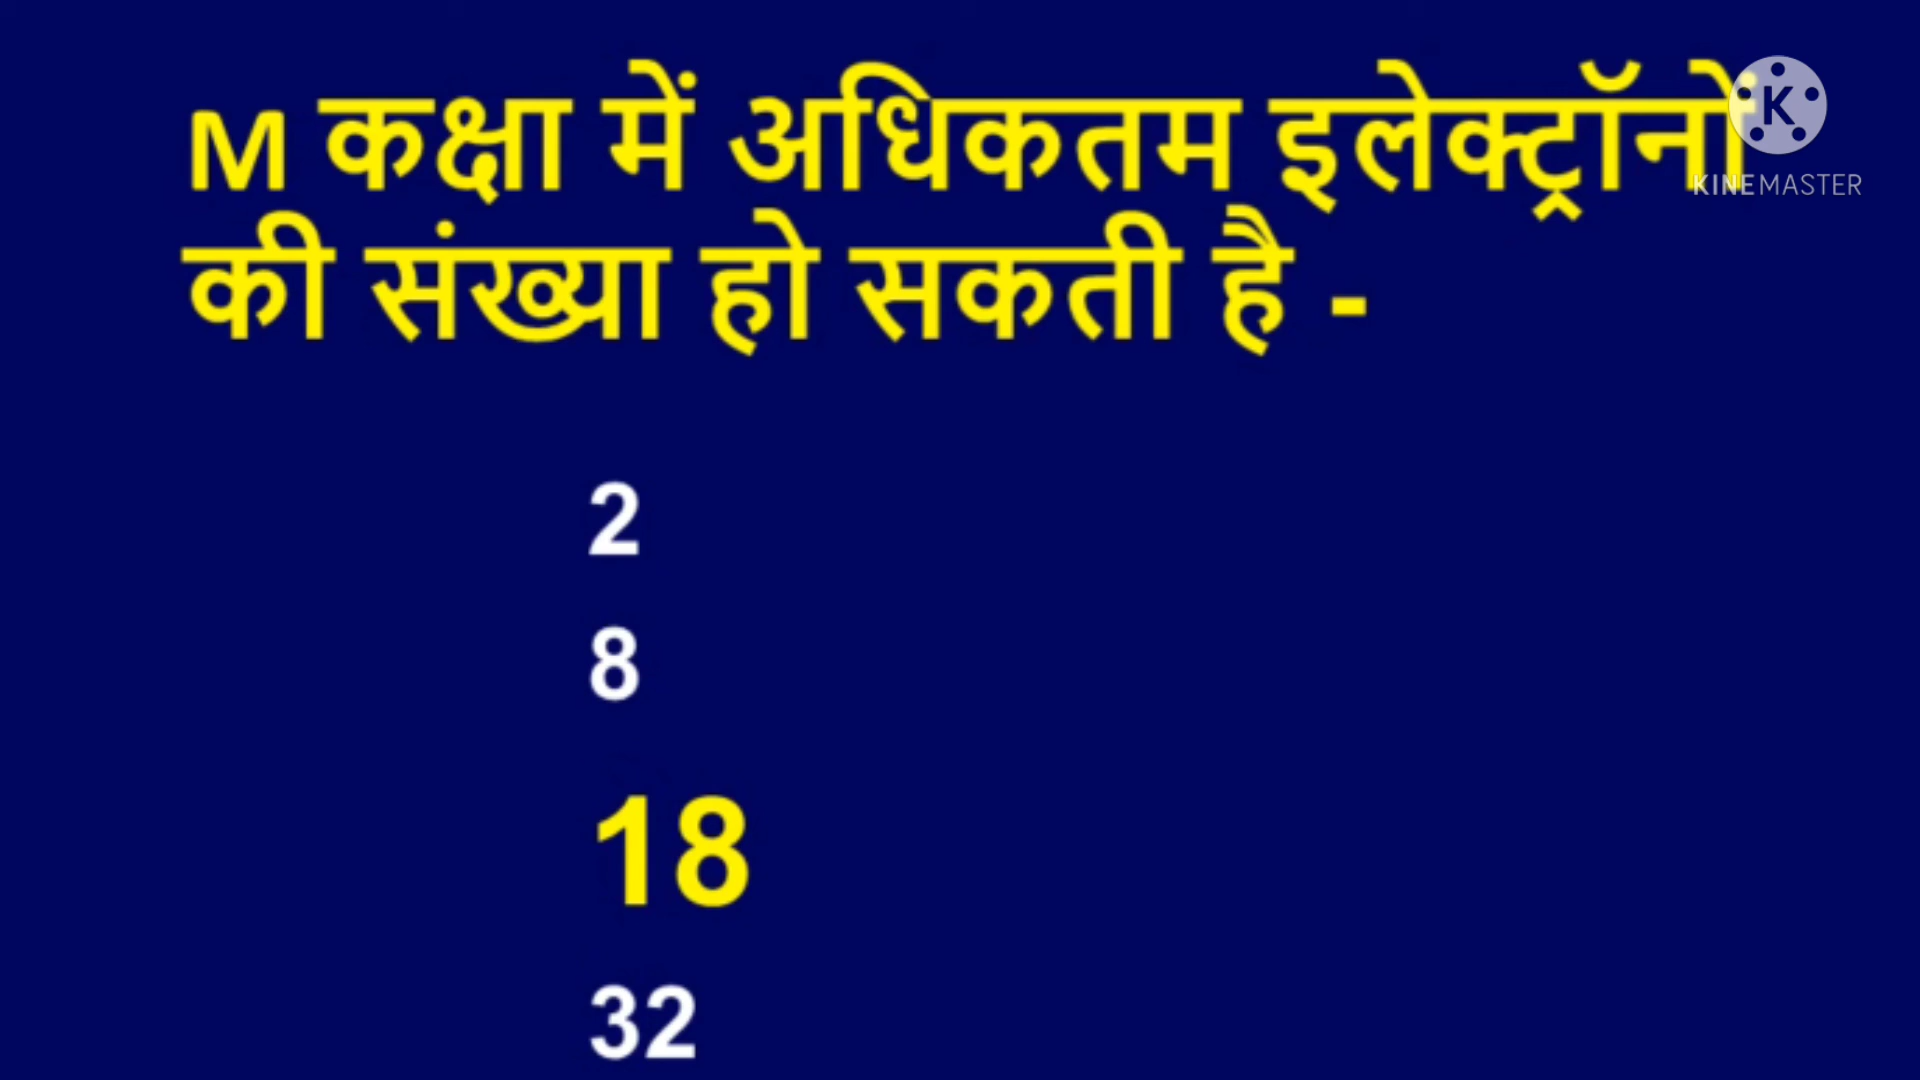 M कक्षा में अधिकतम इलेक्ट्रॉनों
की संख्या हो सकती है -
2
8
18
32
K
KINEMASTER